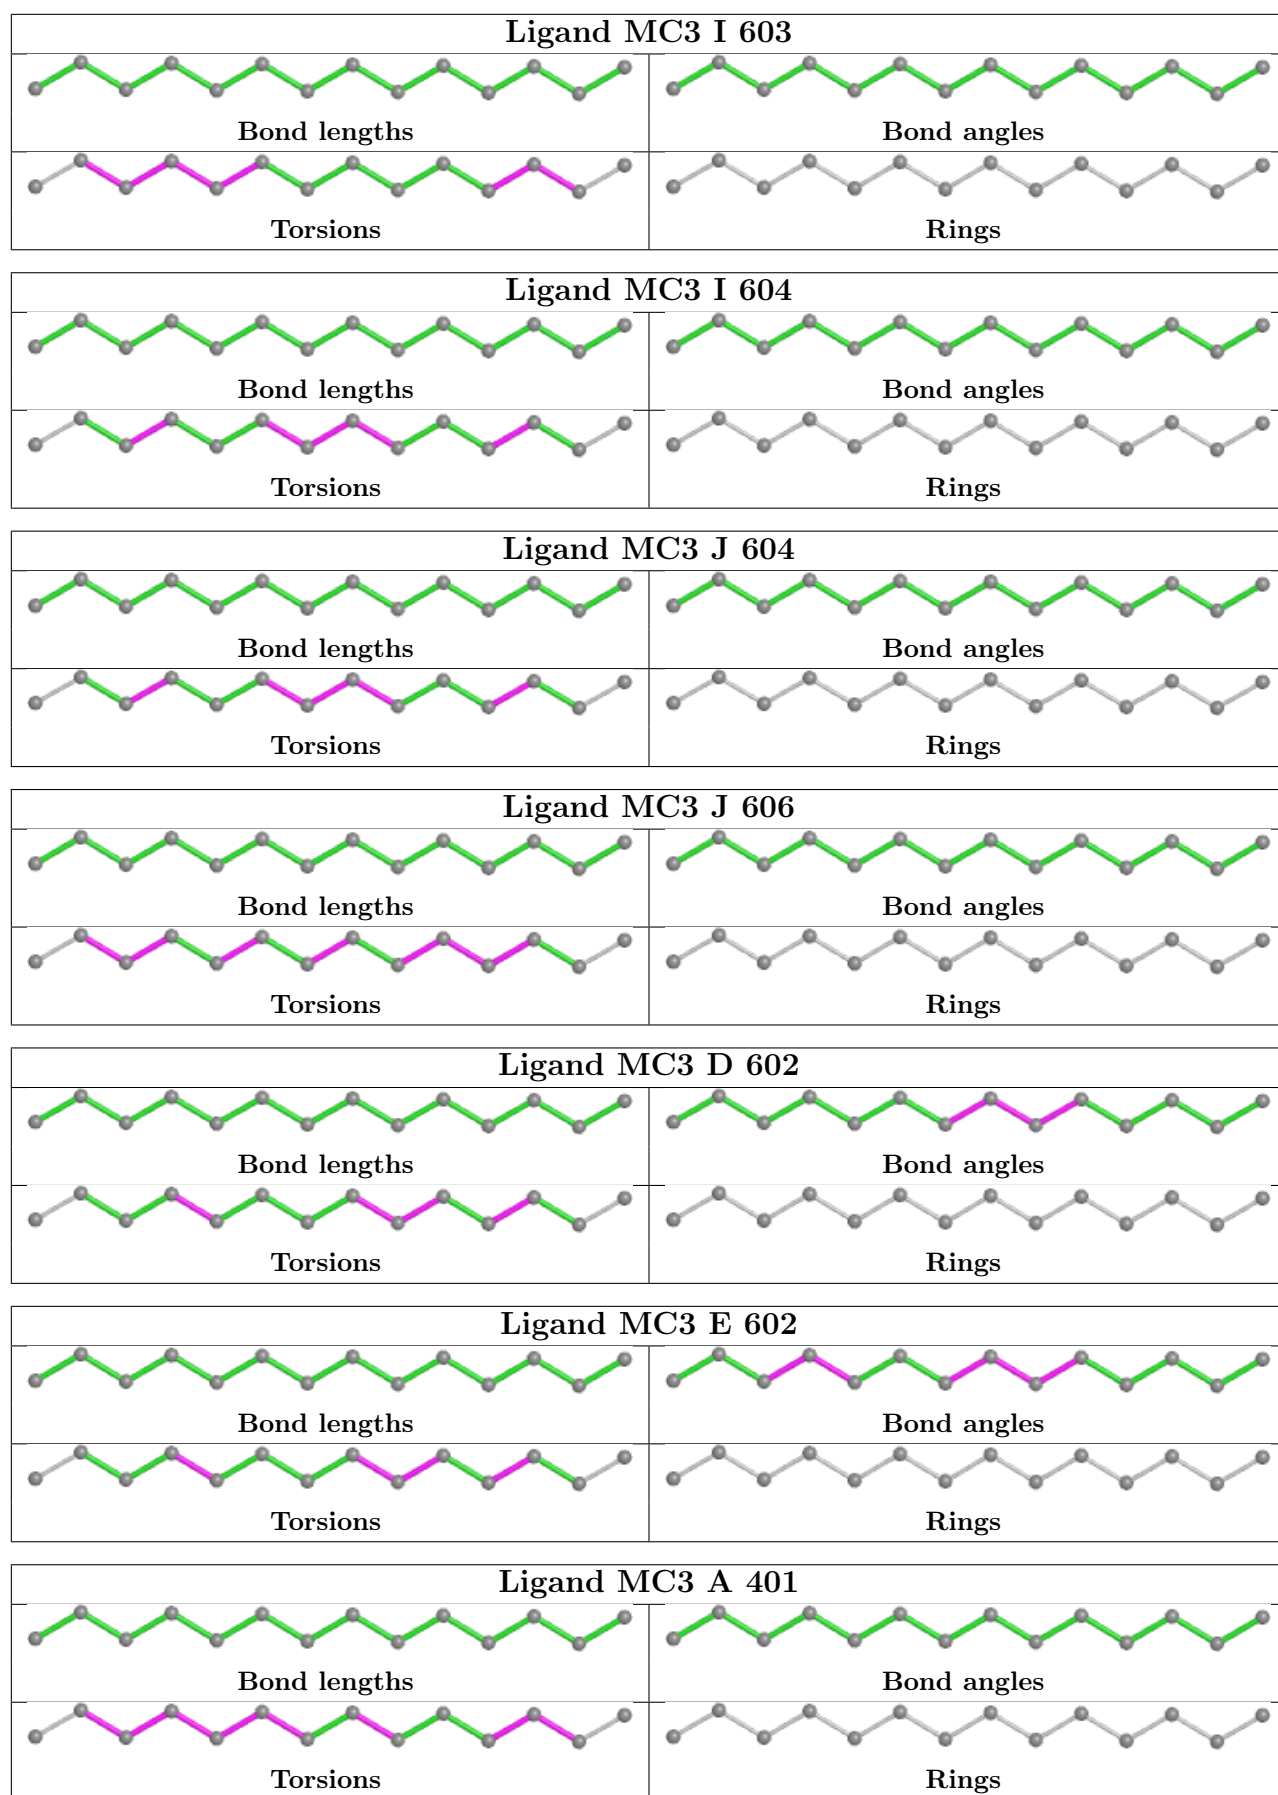 Ligand MC3 I 603
Bond lengths Bond angles
Torsions Rings
Ligand MC3 I 604
Bond lengths Bond angles
Torsions Rings
Ligand MC3 J 604
Bond lengths Bond angles
Torsions Rings
Ligand MC3 J 606
Bond lengths Bond angles
Torsions Rings
Ligand MC3 D 602
Bond lengths Bond angles
Torsions Rings
Ligand MC3 E 602
Bond lengths Bond angles
Torsions Rings
Ligand MC3 A 401
Bond lengths Bond angles
Torsions Rings